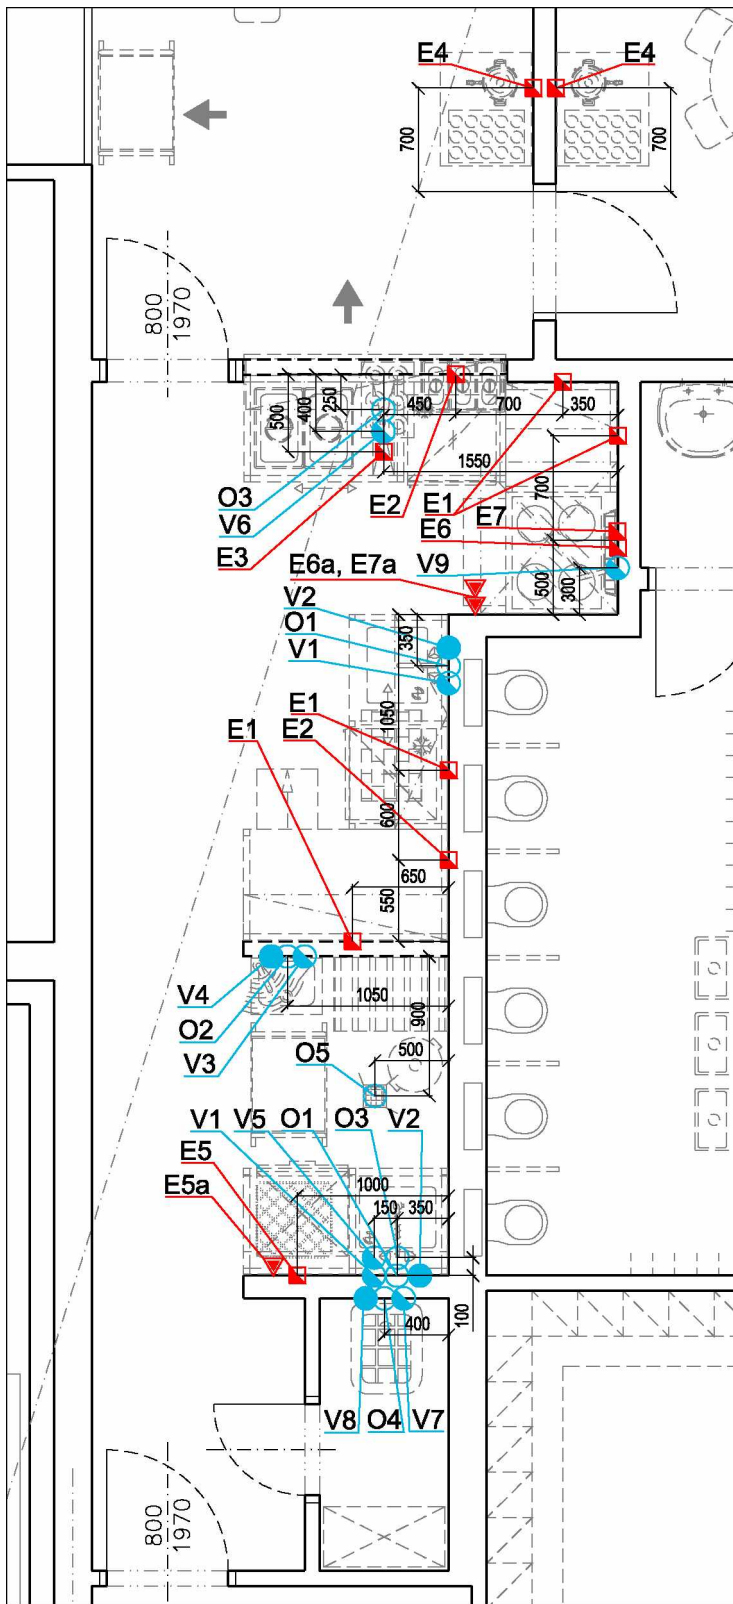 E4 E4
700 700
800
1970
500 400 250 450 700 350
1550
700
O3 E2 E1 E7
V6 E6
E3 V9
E6a, E7a
500 300
V2
O1 350
V1
1050
E1
E1 E2
600
650
550
V4 1050
900
O2
V3 O5 500
V1 V5 O1 O3 V2
E5
E5a 1000
150 350
100
400
V8 O4 V7
800
1970